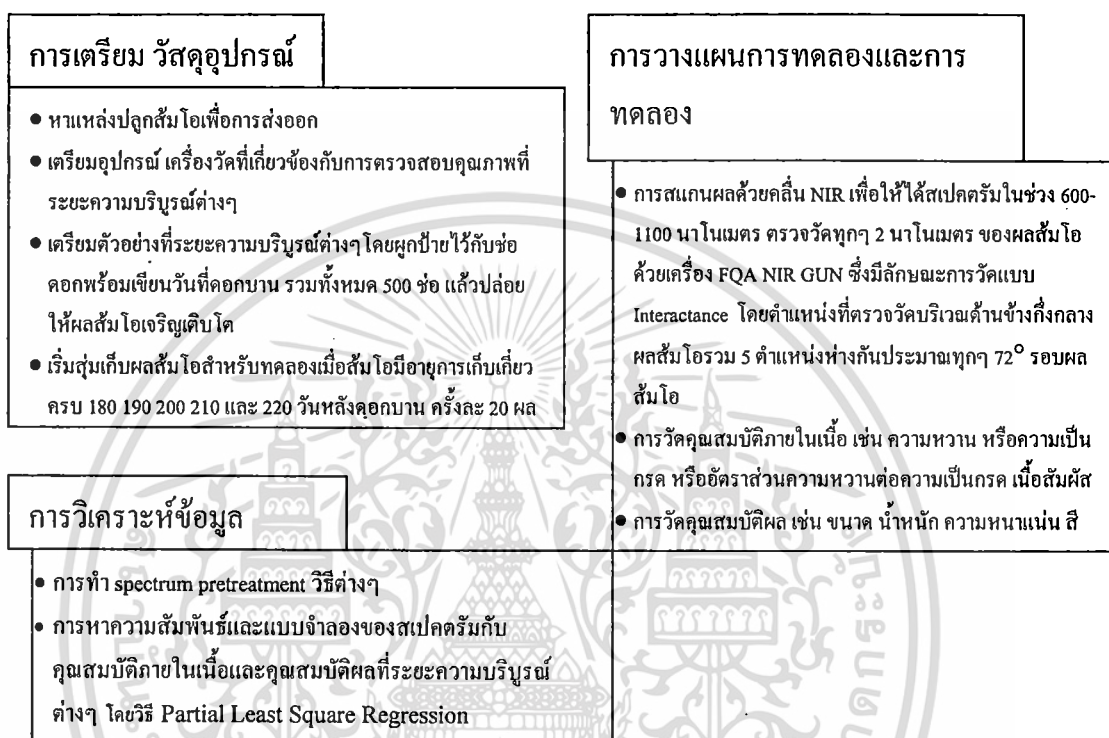 การเตรียม วัสดุอุปกรณ์
● หาแหล่งปลูกส้มโอเพื่อการส่งออก
● เตรียมอุปกรณ์ เครื่องวัดที่เกี่ยวข้องกับการตรวจสอบคุณภาพที่
ระยะความบริบูรณ์ต่างๆ
● เตรียมตัวอย่างที่ระยะความบริบูรณ์ต่างๆ โดยผูกป้ายไว้กับช่อ
ดอกพร้อมเขียนวันที่ดอกบาน รวมทั้งหมด 500 ช่อ แล้วปล่อย
ให้ผลส้มโอเจริญเติบโต
● เริ่มสุ่มเก็บผลส้มโอสำหรับทดลองเมื่อส้มโอมีอายุการเก็บเกี่ยว
ครบ 180 190 200 210 และ 220 วันหลังดอกบาน ครั้งละ 20 ผล
การวางแผนการทดลองและการ
ทดลอง
● การสแกนผลด้วยคลื่น NIR เพื่อให้ได้สเปคตรัมในช่วง 600-
1100 นาโนเมตร ตรวจวัดทุกๆ 2 นาโนเมตร ของผลส้มโอ
ด้วยเครื่อง FQA NIR GUN ซึ่งมีลักษณะการวัดแบบ
Interactance โดยตำแหน่งที่ตรวจวัดบริเวณด้านข้างกึ่งกลาง
ผลส้มโอรวม 5 ตำแหน่งห่างกันประมาณทุกๆ 72° รอบผล
ส้มโอ
● การวัดคุณสมบัติภายในเนื้อ เช่น ความหวาน หรือความเป็น
กรด หรืออัตราส่วนความหวานต่อความเป็นกรด เนื้อสัมผัส
● การวัดคุณสมบัติผล เช่น ขนาด น้ำหนัก ความหนาแน่น สี
การวิเคราะห์ข้อมูล
● การทำ spectrum pretreatment วิธีต่างๆ
● การหาความสัมพันธ์และแบบจำลองของสเปคตรัมกับ
คุณสมบัติภายในเนื้อและคุณสมบัติผลที่ระยะความบริบูรณ์
ต่างๆ โดยวิธี Partial Least Square Regression